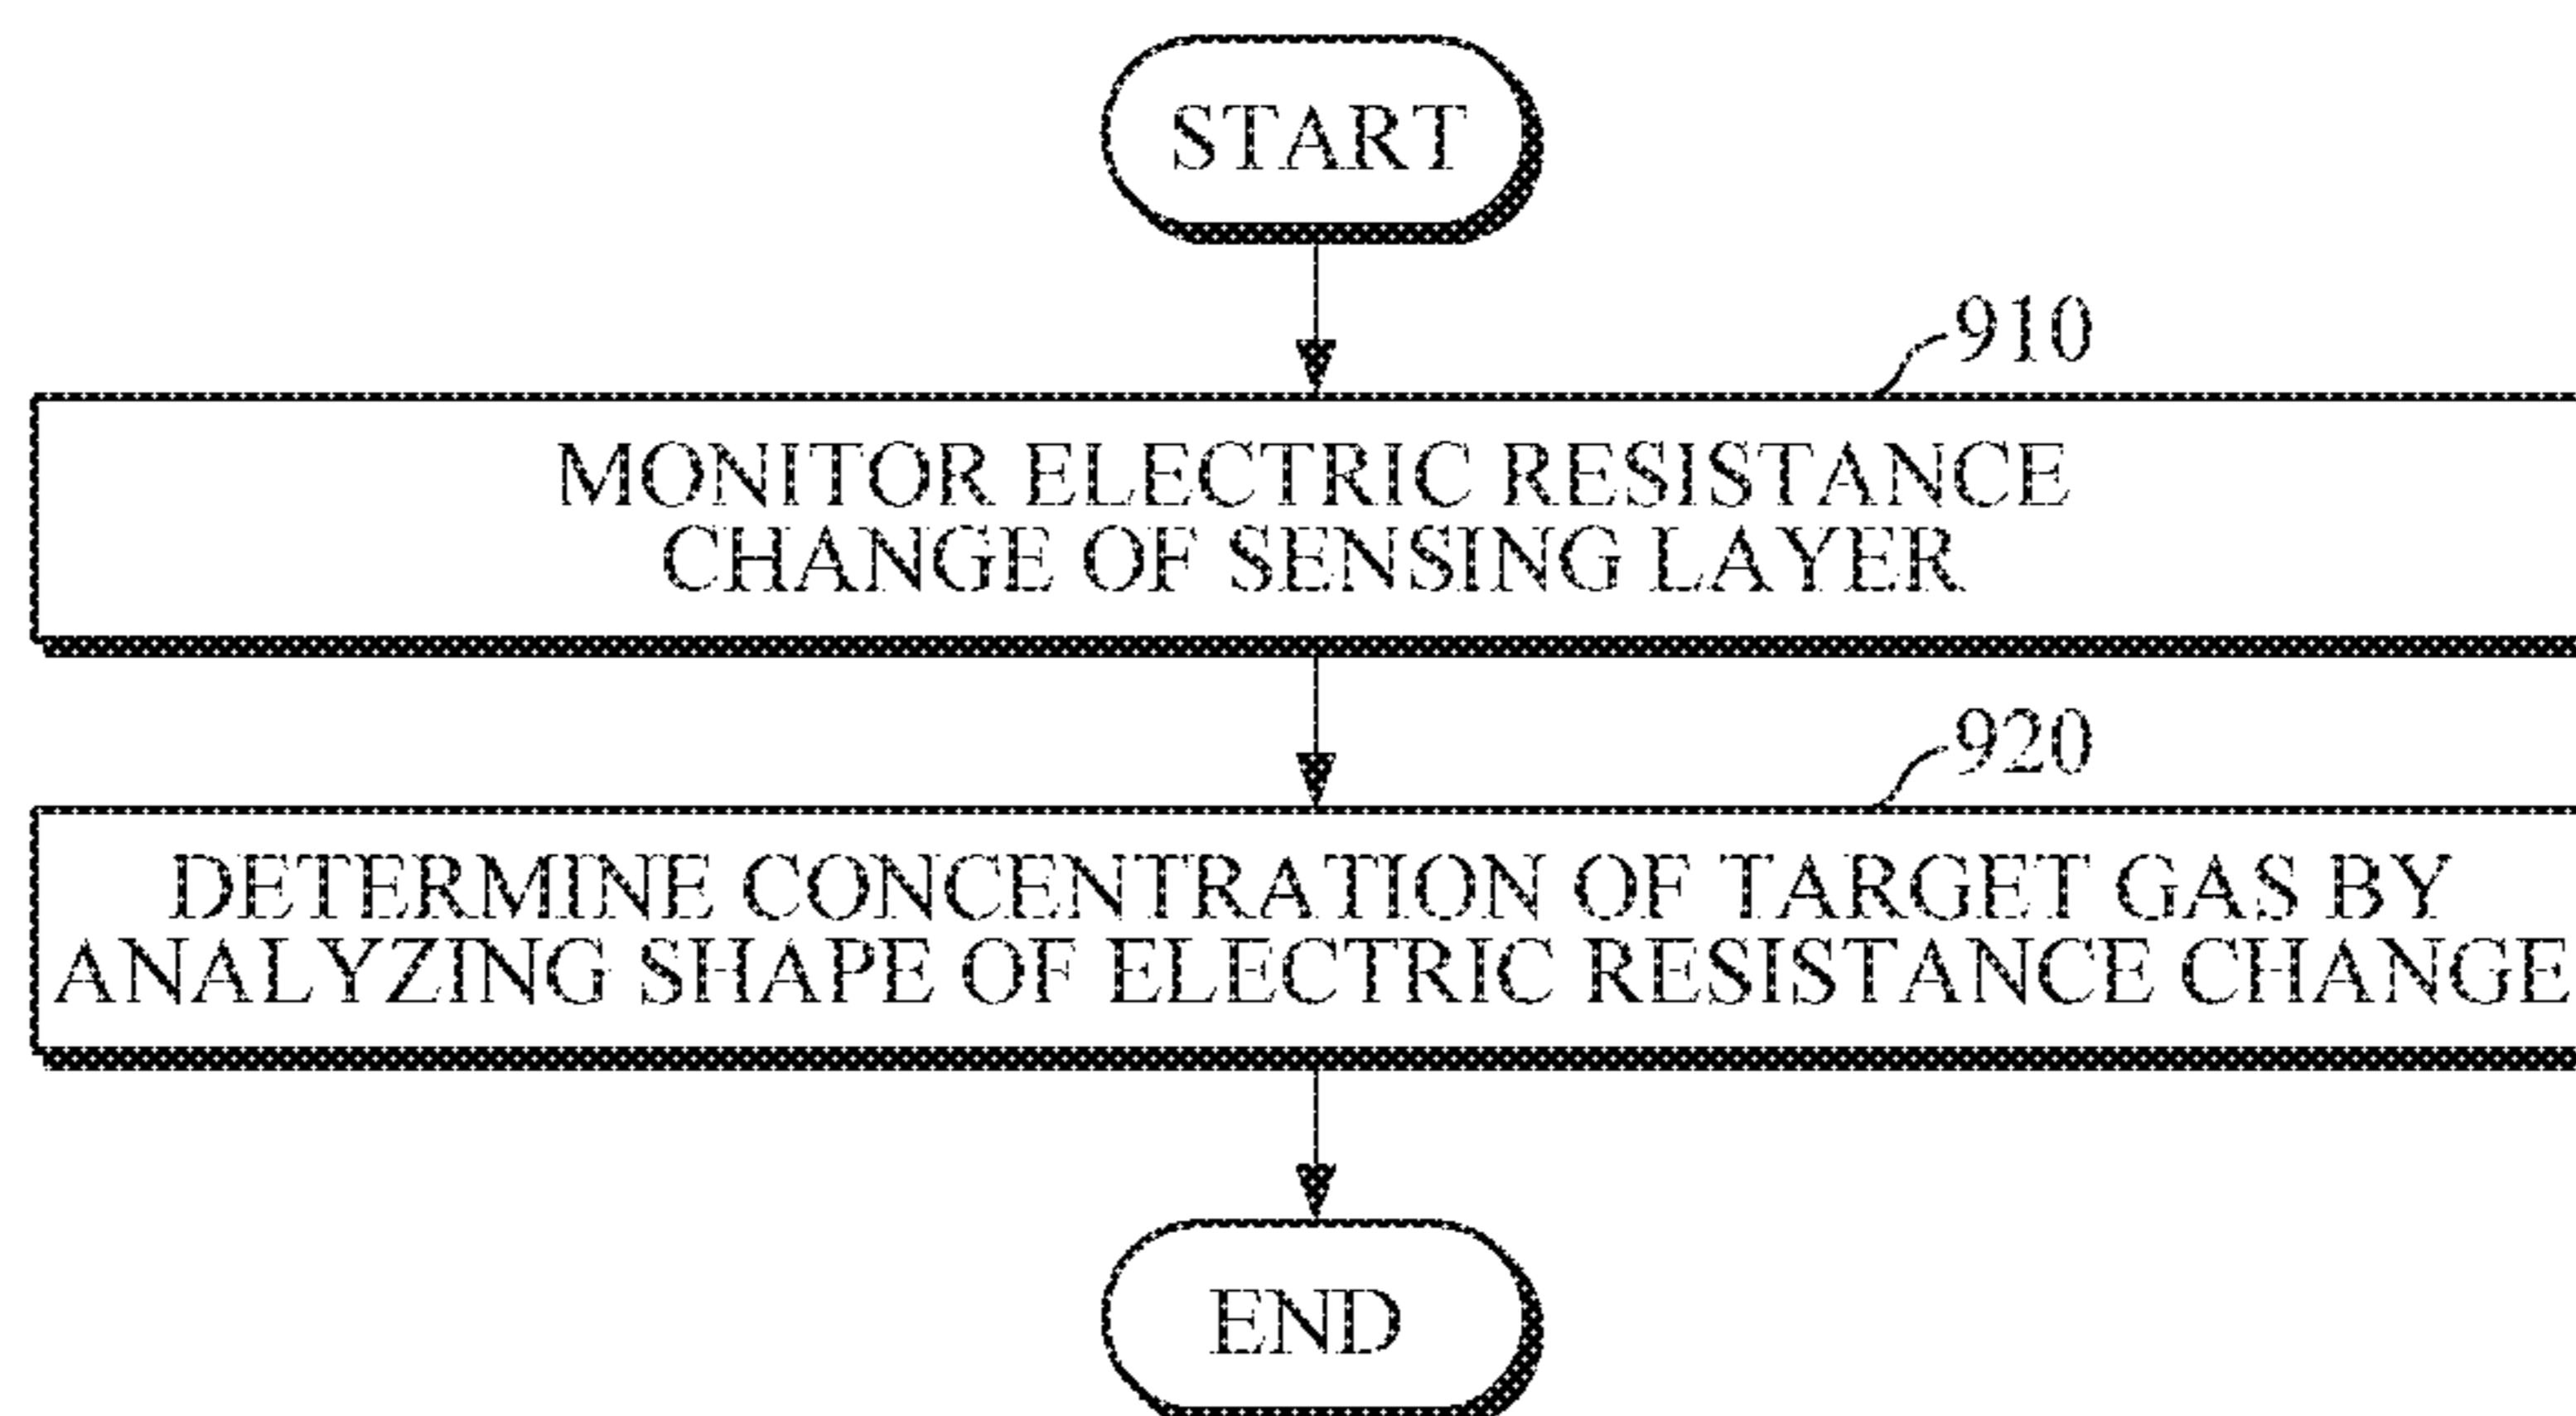 START
910
MONITOR ELECTRIC RESISTANCE
CHANGE OF SENSING LAYER
920
DETERMINE CONCENTRATION OF TARGET GAS BY
ANALYZING SHAPE OF ELECTRIC RESISTANCE CHANGE
END